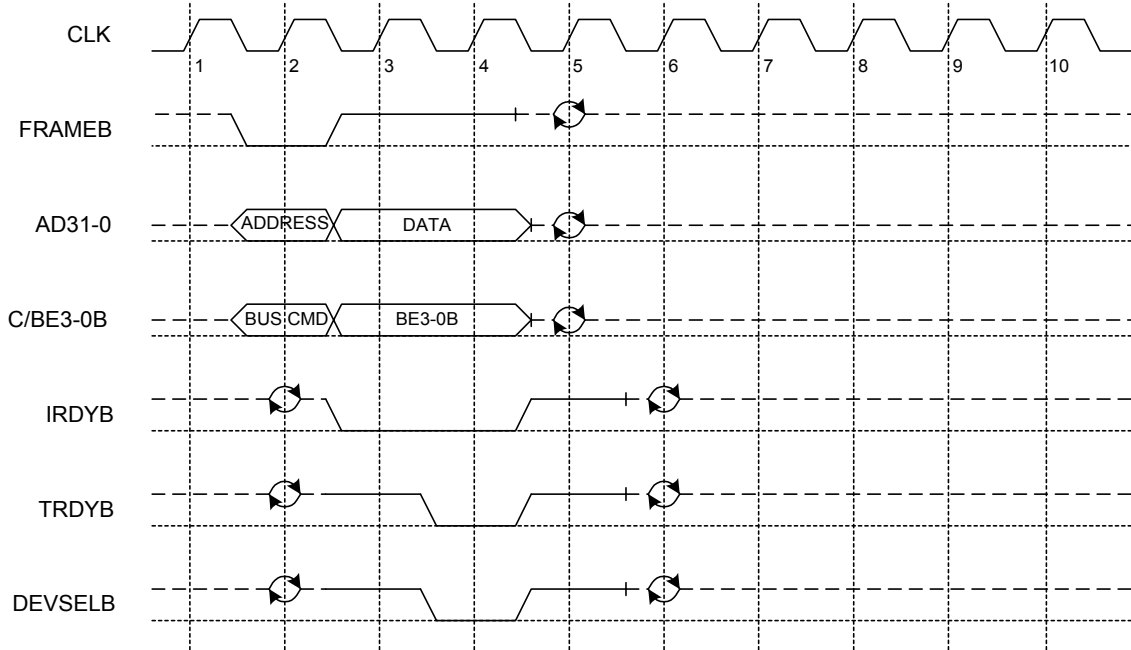 CLK
1 2 3 4 5 6 7 8 9 10
FRAMEB
AD31-0 ADDRESS DATA
C/BE3-0B BUS CMD BE3-0B
IRDYB
TRDYB
DEVSELB